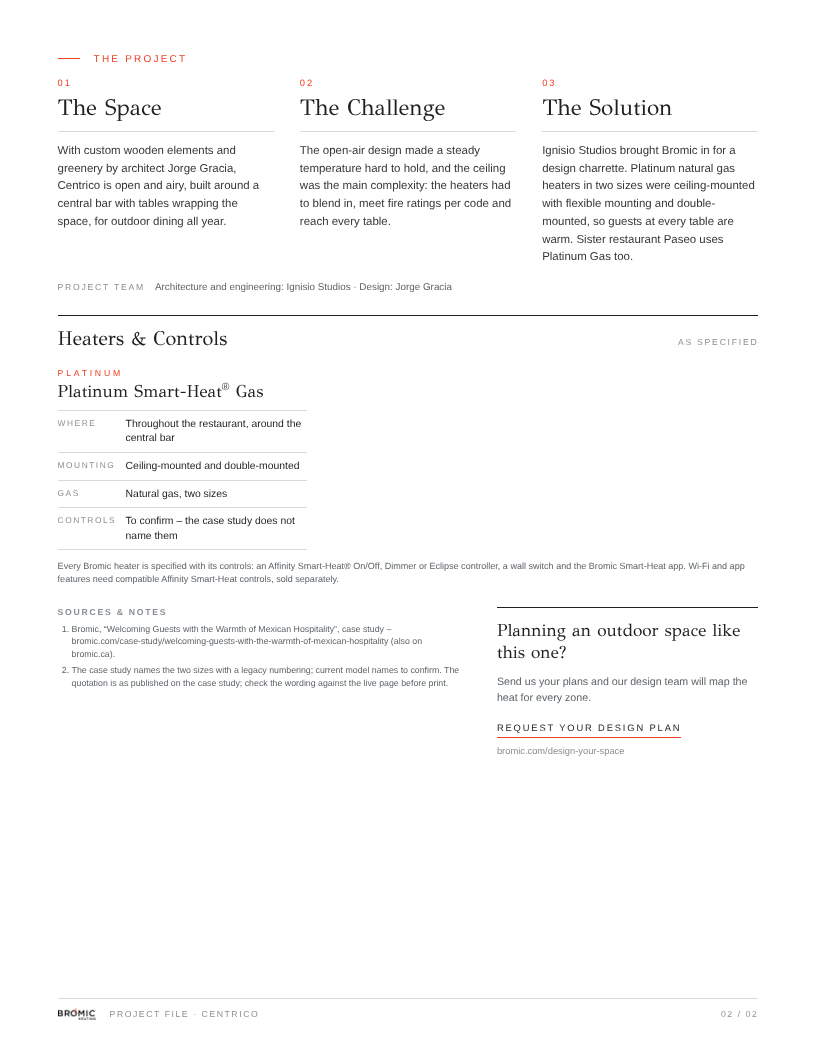 THE PROJECT
01
The Space
With custom wooden elements and
greenery by architect Jorge Gracia,
Centrico is open and airy, built around a
central bar with tables wrapping the
space, for outdoor dining all year.
02
The Challenge
The open-air design made a steady
temperature hard to hold, and the ceiling
was the main complexity: the heaters had
to blend in, meet fire ratings per code and
reach every table.
03
The Solution
Ignisio Studios brought Bromic in for a
design charrette. Platinum natural gas
heaters in two sizes were ceiling-mounted
with flexible mounting and double-
mounted, so guests at every table are
warm. Sister restaurant Paseo uses
Platinum Gas too.
PROJECT TEAM Architecture and engineering: Ignisio Studios · Design: Jorge Gracia
Heaters & Controls
AS SPECIFIED
PLATINUM
Platinum Smart-Heat® Gas
WHERE Throughout the restaurant, around the
central bar
MOUNTING Ceiling-mounted and double-mounted
GAS Natural gas, two sizes
CONTROLS To confirm – the case study does not
name them
Every Bromic heater is specified with its controls: an Affinity Smart-Heat® On/Off, Dimmer or Eclipse controller, a wall switch and the Bromic Smart-Heat app. Wi-Fi and app
features need compatible Affinity Smart-Heat controls, sold separately.
SOURCES & NOTES
1. Bromic, “Welcoming Guests with the Warmth of Mexican Hospitality”, case study –
bromic.com/case-study/welcoming-guests-with-the-warmth-of-mexican-hospitality (also on
bromic.ca).
2. The case study names the two sizes with a legacy numbering; current model names to confirm. The
quotation is as published on the case study; check the wording against the live page before print.
Planning an outdoor space like
this one?
Send us your plans and our design team will map the
heat for every zone.
REQUEST YOUR DESIGN PLAN
bromic.com/design-your-space
BROMIC
HEATING
PROJECT FILE · CENTRICO
02 / 02